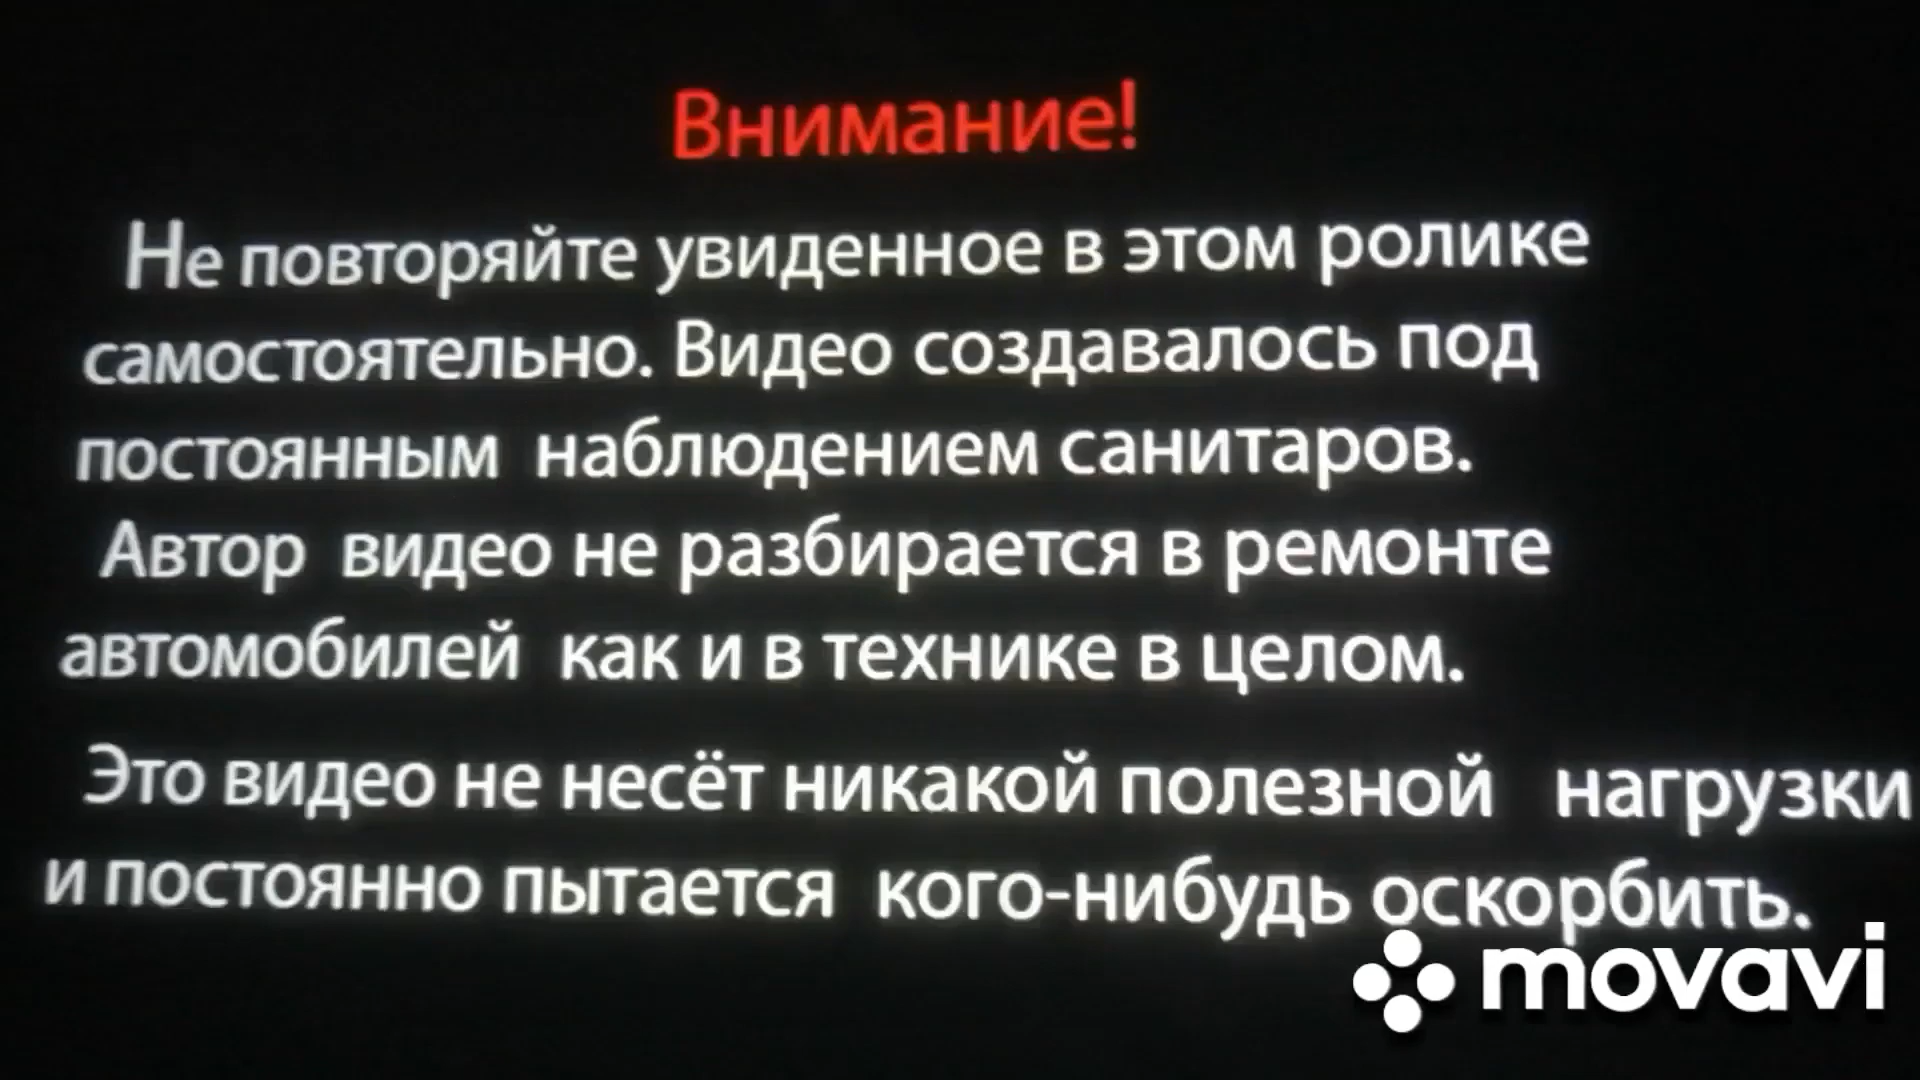 Внимание!
Не повторяйте увиденное в этом ролике
самостоятельно. Видео создавалось под
постоянным наблюдением санитаров.
Автор видео не разбирается в ремонте
автомобилей как и в технике в целом.
Это видео не несёт никакой полезной нагрузки
и постоянно пытается кого-нибудь оскорбить.
movavi